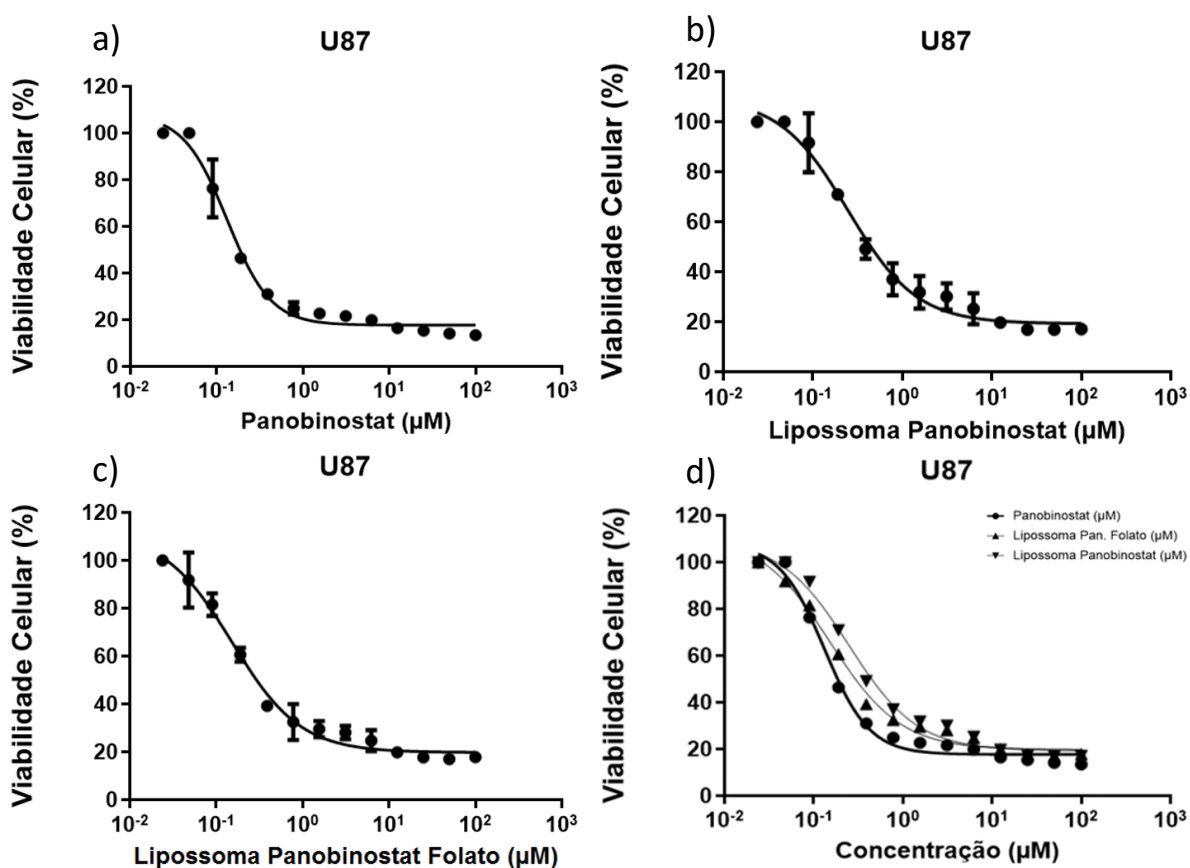 a)
U87
Viabilidade Celular (%)
120
100
80
60
40
20
0
10⁻² 10⁻¹ 10⁰ 10¹ 10² 10³
Panobinostat (µM)
b)
U87
Viabilidade Celular (%)
120
100
80
60
40
20
0
10⁻² 10⁻¹ 10⁰ 10¹ 10² 10³
Lipossoma Panobinostat (µM)
c)
U87
Viabilidade Celular (%)
120
100
80
60
40
20
0
10⁻² 10⁻¹ 10⁰ 10¹ 10² 10³
Lipossoma Panobinostat Folato (µM)
d)
U87
Panobinostat (µM)
Lipossoma Pan. Folato (µM)
Lipossoma Panobinostat (µM)
Viabilidade Celular (%)
120
100
80
60
40
20
0
10⁻² 10⁻¹ 10⁰ 10¹ 10² 10³
Concentração (µM)